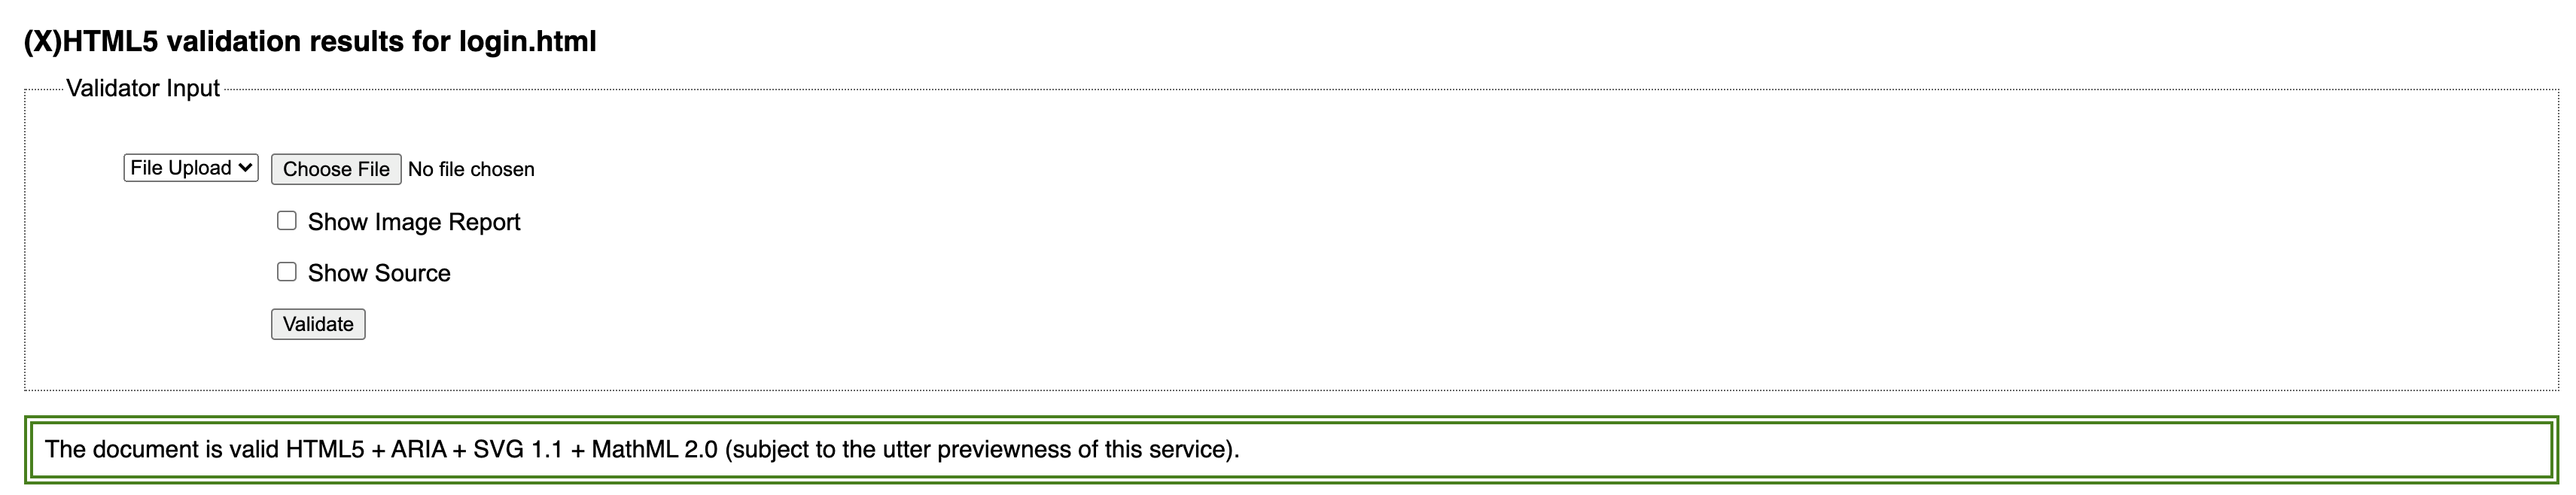 (X)HTML5 validation results for login.html
Validator Input
File Upload Choose File No file chosen
Show Image Report
Show Source
Validate
The document is valid HTML5 + ARIA + SVG 1.1 + MathML 2.0 (subject to the utter previewness of this service).